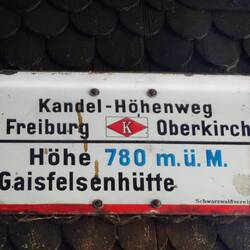 Kandel-Höhenweg
Freiburg K Oberkirch
Höhe 780 m.ü.M.
Gaisfelsenhütte
Schwarzwaldverein